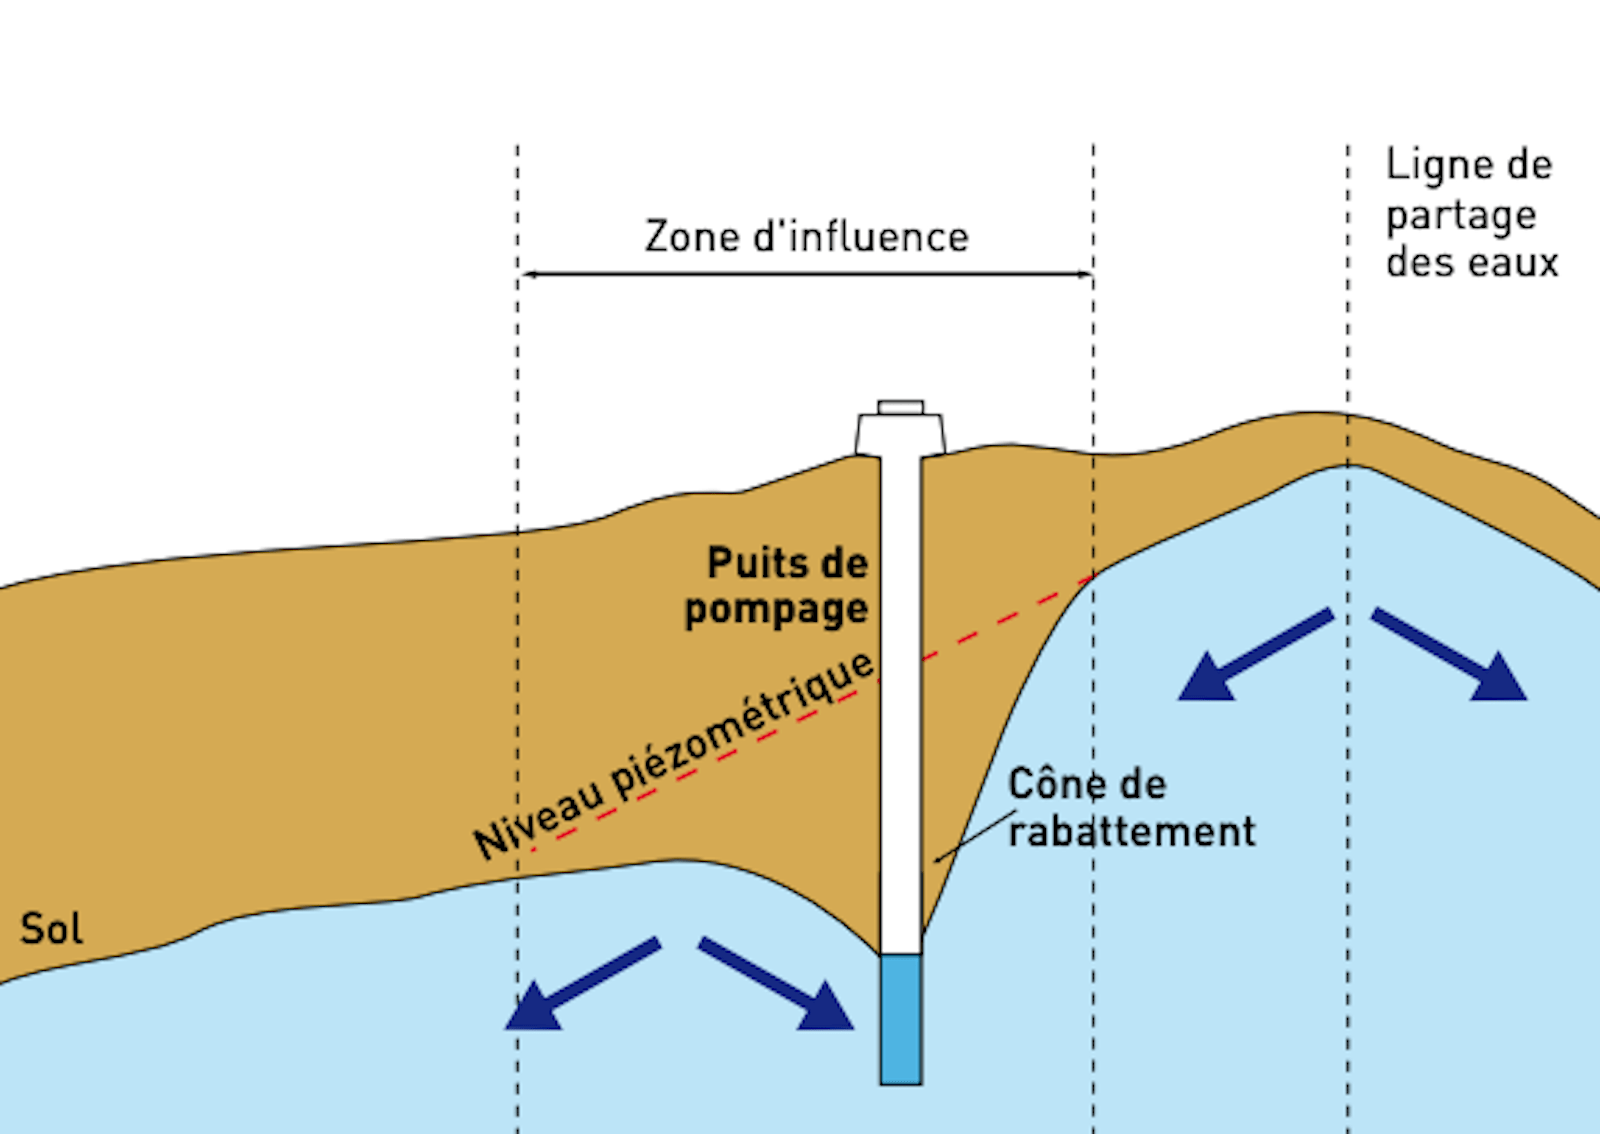 Ligne de
partage
des eaux
Zone d'influence
Puits de
pompage
Niveau piézométrique
Cône de
rabattement
Sol